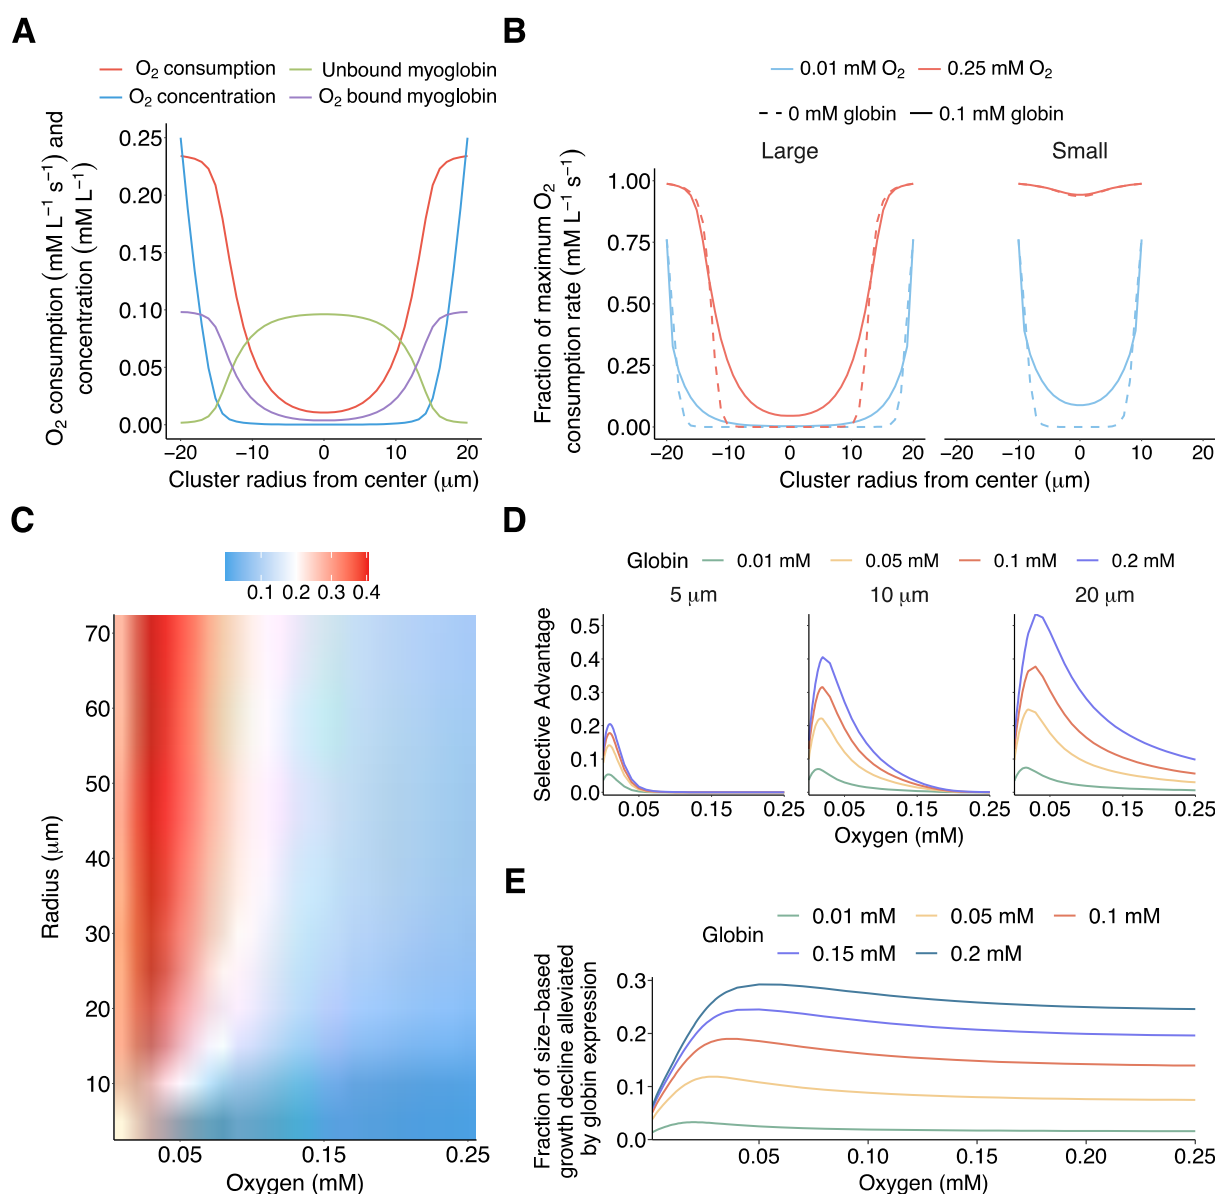 A
O₂ consumption
Unbound myoglobin
O₂ concentration
O₂ bound myoglobin
O₂ consumption (mM L⁻¹ s⁻¹) and
concentration (mM L⁻¹)
0.25
0.20
0.15
0.10
0.05
0.00
−20 −10 0 10 20
Cluster radius from center (μm)
B
0.01 mM O₂ 0.25 mM O₂
0 mM globin 0.1 mM globin
Large Small
Fraction of maximum O₂
consumption rate (mM L⁻¹ s⁻¹)
1.00
0.75
0.50
0.25
0.00
−20 −10 0 10 20 −20 −10 0 10 20
Cluster radius from center (μm)
C
0.1 0.2 0.3 0.4
Radius (μm)
70
60
50
40
30
20
10
0.05 0.15 0.25
Oxygen (mM)
D
Globin 0.01 mM 0.05 mM 0.1 mM 0.2 mM
5 μm 10 μm 20 μm
Selective Advantage
0.5
0.4
0.3
0.2
0.1
0.0
0.05 0.15 0.25 0.05 0.15 0.25 0.05 0.15 0.25
Oxygen (mM)
E
Globin
0.01 mM 0.05 mM 0.1 mM
0.15 mM 0.2 mM
Fraction of size−based
growth decline alleviated
by globin expression
0.3
0.2
0.1
0.0
0.05 0.10 0.15 0.20 0.25
Oxygen (mM)